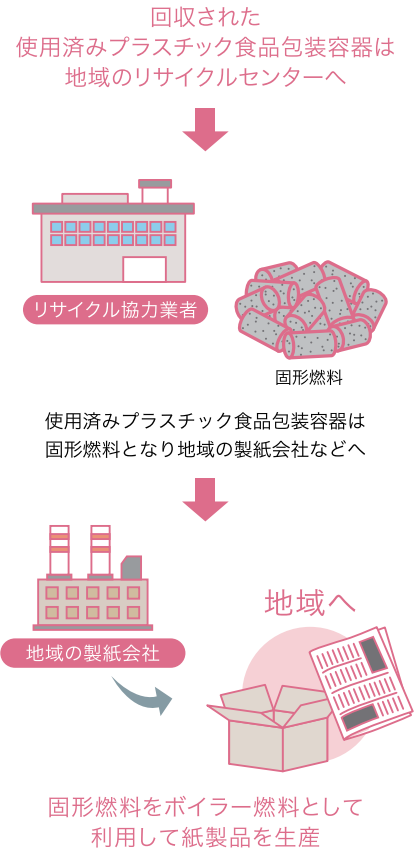 回収された
使用済みプラスチック食品包装容器は
地域のリサイクルセンターへ
リサイクル協力業者
固形燃料
使用済みプラスチック食品包装容器は
固形燃料となり地域の製紙会社などへ
地域へ
地域の製紙会社
固形燃料をボイラー燃料として
利用して紙製品を生産